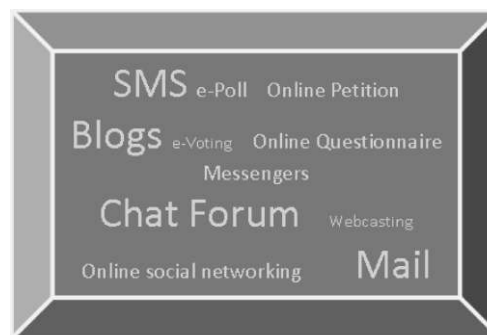 SMS e-Poll Online Petition
Blogs e-Voting Online Questionnaire
Messengers
Chat Forum Webcasting
Online social networking Mail